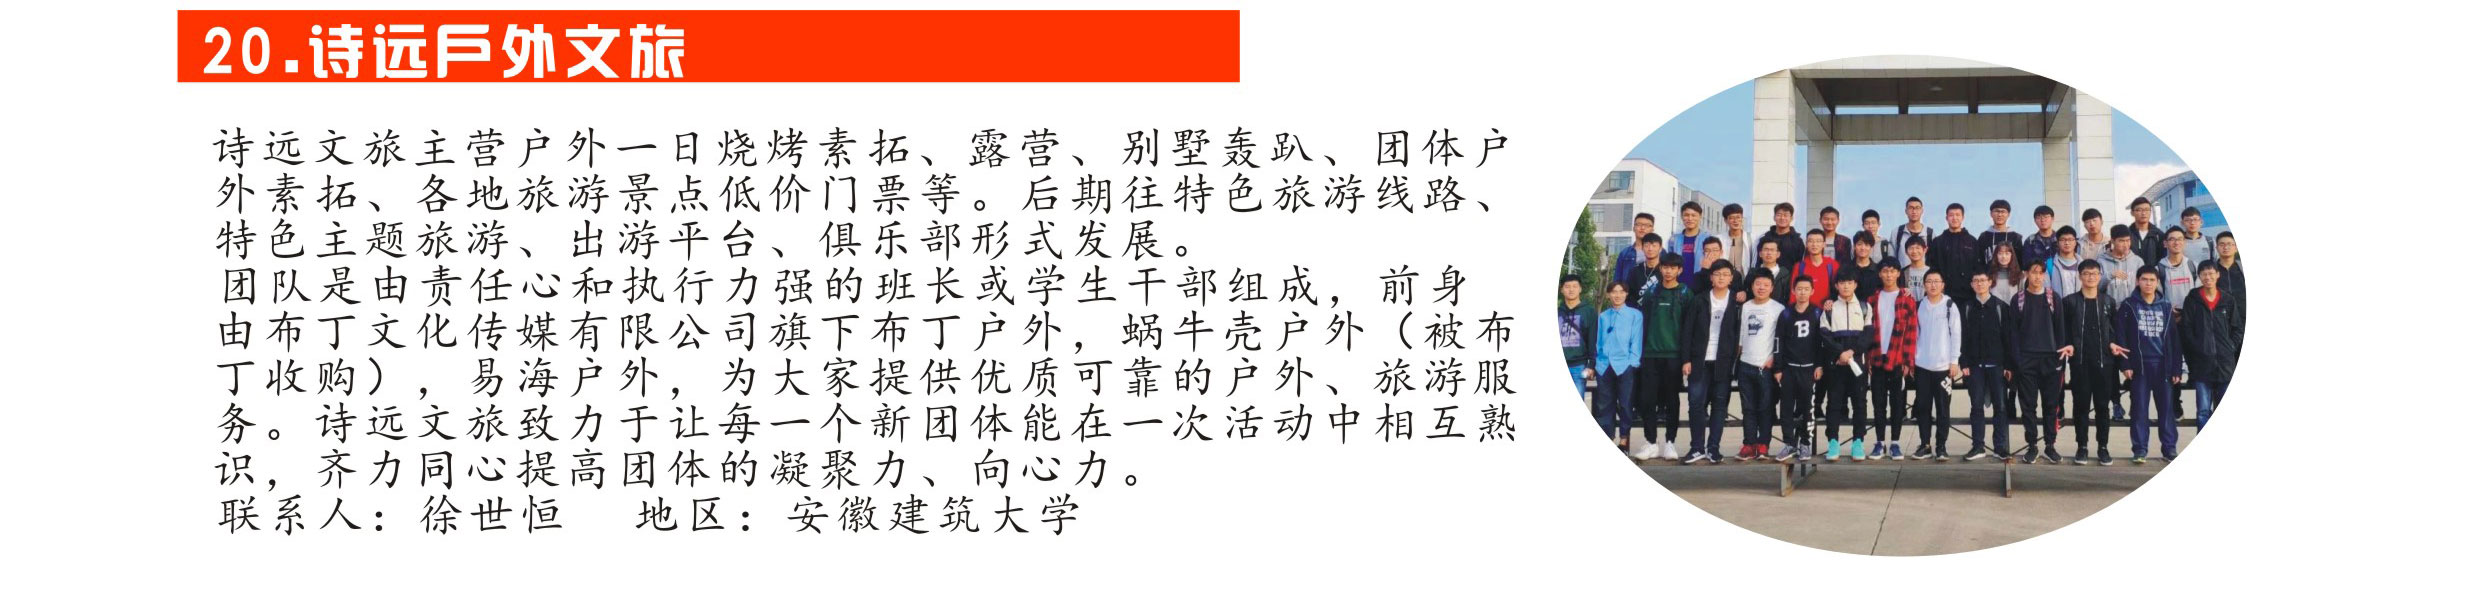 20.诗远户外文旅
诗远文旅主营户外一日烧烤素拓、露营、别墅轰趴、团体户
外素拓、各地旅游景点低价门票等。后期往特色旅游线路、
特色主题旅游、出游平台、俱乐部形式发展。
团队是由责任心和执行力强的班长或学生干部组成，前身
由布丁文化传媒有限公司旗下布丁户外，蜗牛壳户外（被布
丁收购），易海户外，为大家提供优质可靠的户外、旅游服
务。诗远文旅致力于让每一个新团体能在一次活动中相互熟
识，齐力同心提高团体的凝聚力、向心力。
联系人：徐世恒 地区：安徽建筑大学